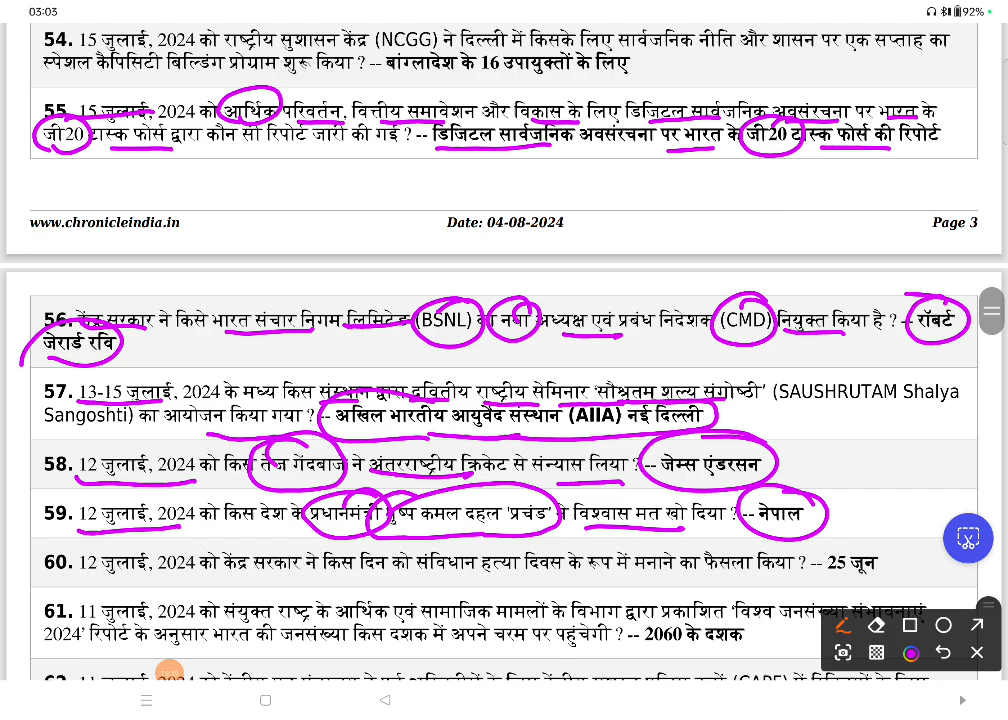 03:03
92%
54. 15 जुलाई, 2024 को राष्ट्रीय सुशासन केंद्र (NCGG) ने दिल्ली में किसके लिए सार्वजनिक नीति और शासन पर एक सप्ताह का
स्पेशल कैपिसिटी बिल्डिंग प्रोग्राम शुरू किया ? -- बांग्लादेश के 16 उपायुक्तों के लिए
55. 15 जुलाई, 2024 को आर्थिक परिवर्तन, वित्तीय समावेशन और विकास के लिए डिजिटल सार्वजनिक अवसंरचना पर भारत के
जी20 टास्क फोर्स द्वारा कौन सी रिपोर्ट जारी की गई ? -- डिजिटल सार्वजनिक अवसंरचना पर भारत के जी 20 टास्क फोर्स की रिपोर्ट
www.chronicleindia.in Date: 04-08-2024 Page 3
56. केंद्र सरकार ने किसे भारत संचार निगम लिमिटेड (BSNL) का नया अध्यक्ष एवं प्रबंध निदेशक (CMD) नियुक्त किया है ? -- रॉबर्ट
जेरार्ड रवि
57. 13-15 जुलाई, 2024 के मध्य किस संस्थान द्वारा द्वितीय राष्ट्रीय सेमिनार ‘सौश्रुतम शल्य संगोष्ठी’ (SAUSHRUTAM Shalya
Sangoshti) का आयोजन किया गया ? -- अखिल भारतीय आयुर्वेद संस्थान (AIIA) नई दिल्ली
58. 12 जुलाई, 2024 को किस तेज गेंदबाज ने अंतरराष्ट्रीय क्रिकेट से संन्यास लिया ? -- जेम्स एंडरसन
59. 12 जुलाई, 2024 को किस देश के प्रधानमंत्री पुष्प कमल दहल 'प्रचंड' ने विश्वास मत खो दिया ? -- नेपाल
60. 12 जुलाई, 2024 को केंद्र सरकार ने किस दिन को संविधान हत्या दिवस के रूप में मनाने का फैसला किया ? -- 25 जून
61. 11 जुलाई, 2024 को संयुक्त राष्ट्र के आर्थिक एवं सामाजिक मामलों के विभाग द्वारा प्रकाशित ‘विश्व जनसंख्या संभावनाएं
2024’ रिपोर्ट के अनुसार भारत की जनसंख्या किस दशक में अपने चरम पर पहुंचेगी ? -- 2060 के दशक